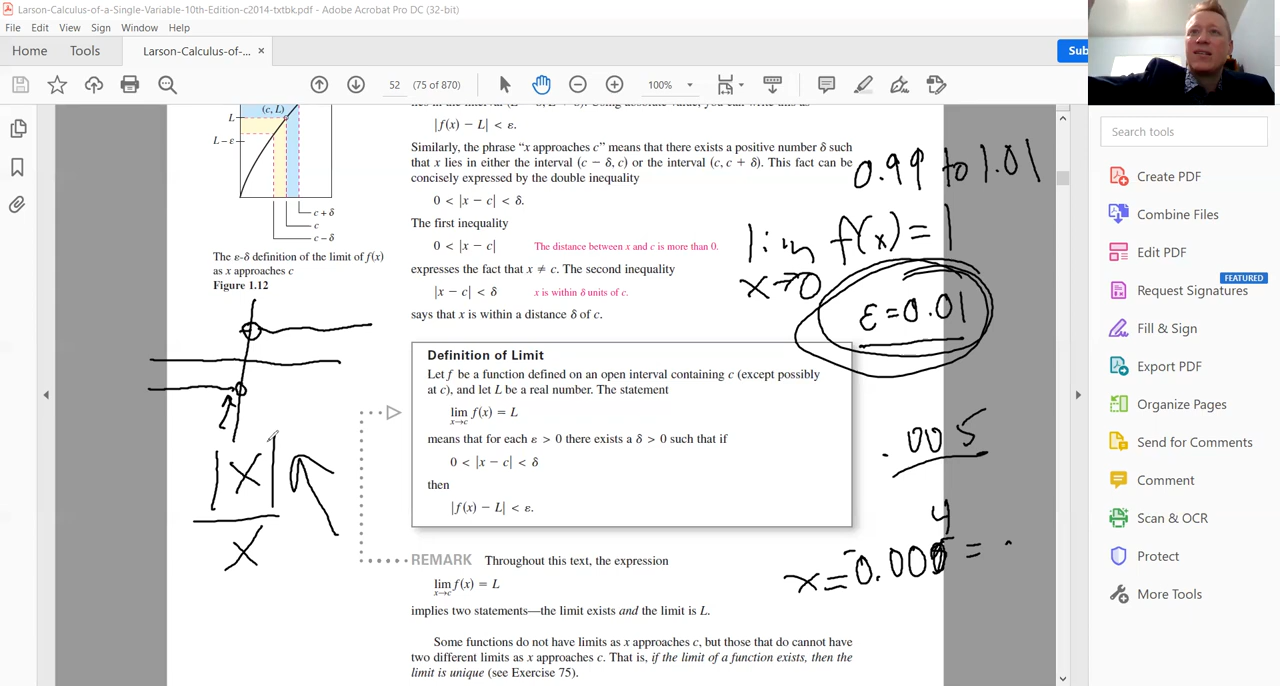 Larson-Calculus-of-a-Single-Variable-10th-Edition-c2014-txtbk.pdf - Adobe Acrobat Pro DC (32-bit)
File Edit View Sign Window Help
Home Tools Larson-Calculus-of-... × Sub
52 (75 of 870) 100%
Search tools
Create PDF
Combine Files
Edit PDF
FEATURED
Request Signatures
Fill & Sign
Export PDF
Organize Pages
Send for Comments
Comment
Scan & OCR
Protect
More Tools
(c, L)
L
L − ε
c + δ
c
c − δ
The ε-δ definition of the limit of f(x)
as x approaches c
Figure 1.12
|f(x) − L| < ε.
Similarly, the phrase “x approaches c” means that there exists a positive number δ such
that x lies in either the interval (c − δ, c) or the interval (c, c + δ). This fact can be
concisely expressed by the double inequality
0 < |x − c| < δ.
The first inequality
0 < |x − c| The distance between x and c is more than 0.
expresses the fact that x ≠ c. The second inequality
|x − c| < δ x is within δ units of c.
says that x is within a distance δ of c.
Definition of Limit
Let f be a function defined on an open interval containing c (except possibly
at c), and let L be a real number. The statement
lim f(x) = L
x→c
means that for each ε > 0 there exists a δ > 0 such that if
0 < |x − c| < δ
then
|f(x) − L| < ε.
REMARK Throughout this text, the expression
lim f(x) = L
x→c
implies two statements—the limit exists and the limit is L.
Some functions do not have limits as x approaches c, but those that do cannot have
two different limits as x approaches c. That is, if the limit of a function exists, then the
limit is unique (see Exercise 75).
0.99 to 1.01
lim f(x) = 1
x→0
ε = 0.01
.005
4
x = -0.000 = .
|x|
x